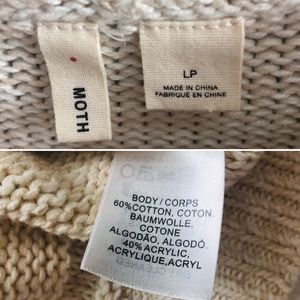 MOTH
LP
MADE IN CHINA
FABRIQUÉ EN CHINE
BODY / CORPS
60%COTTON, COTON.
BAUMWOLLE,
COTONE
ALGODÃO, ALGODÓ.
40% ACRYLIC,
ACRYLIQUE,ACRYL